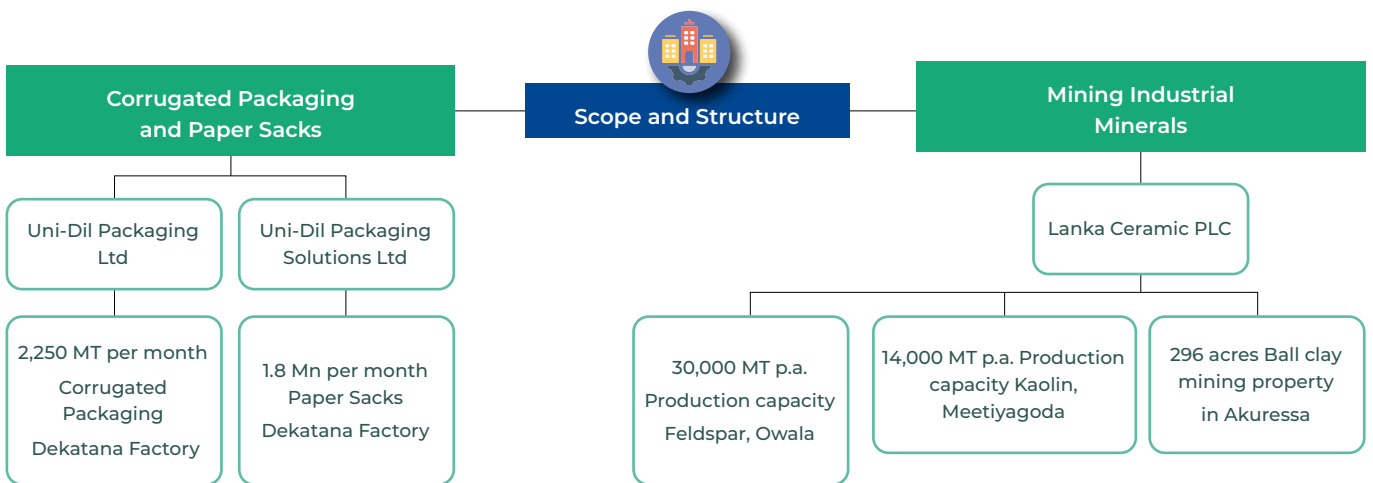 Scope and Structure
Corrugated Packaging
and Paper Sacks
Uni-Dil Packaging
Ltd
2,250 MT per month
Corrugated
Packaging
Dekatana Factory
Uni-Dil Packaging
Solutions Ltd
1.8 Mn per month
Paper Sacks
Dekatana Factory
Mining Industrial
Minerals
Lanka Ceramic PLC
30,000 MT p.a.
Production capacity
Feldspar, Owala
14,000 MT p.a. Production
capacity Kaolin,
Meetiyagoda
296 acres Ball clay
mining property
in Akuressa